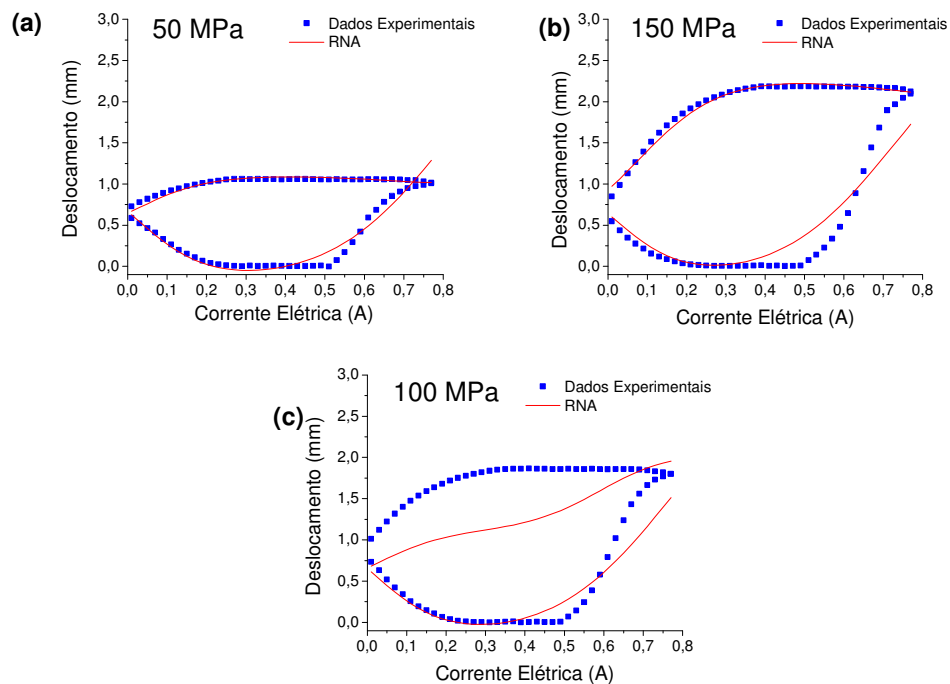 (a)
50 MPa
Dados Experimentais
RNA
Deslocamento (mm)
3,0
2,5
2,0
1,5
1,0
0,5
0,0
0,0 0,1 0,2 0,3 0,4 0,5 0,6 0,7 0,8
Corrente Elétrica (A)
(b)
150 MPa
Dados Experimentais
RNA
Deslocamento (mm)
3,0
2,5
2,0
1,5
1,0
0,5
0,0
0,0 0,1 0,2 0,3 0,4 0,5 0,6 0,7 0,8
Corrente Elétrica (A)
(c)
100 MPa
Dados Experimentais
RNA
Deslocamento (mm)
3,0
2,5
2,0
1,5
1,0
0,5
0,0
0,0 0,1 0,2 0,3 0,4 0,5 0,6 0,7 0,8
Corrente Elétrica (A)